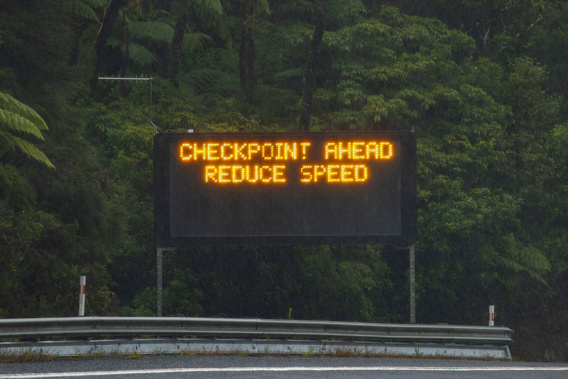 CHECKPOINT AHEAD
REDUCE SPEED